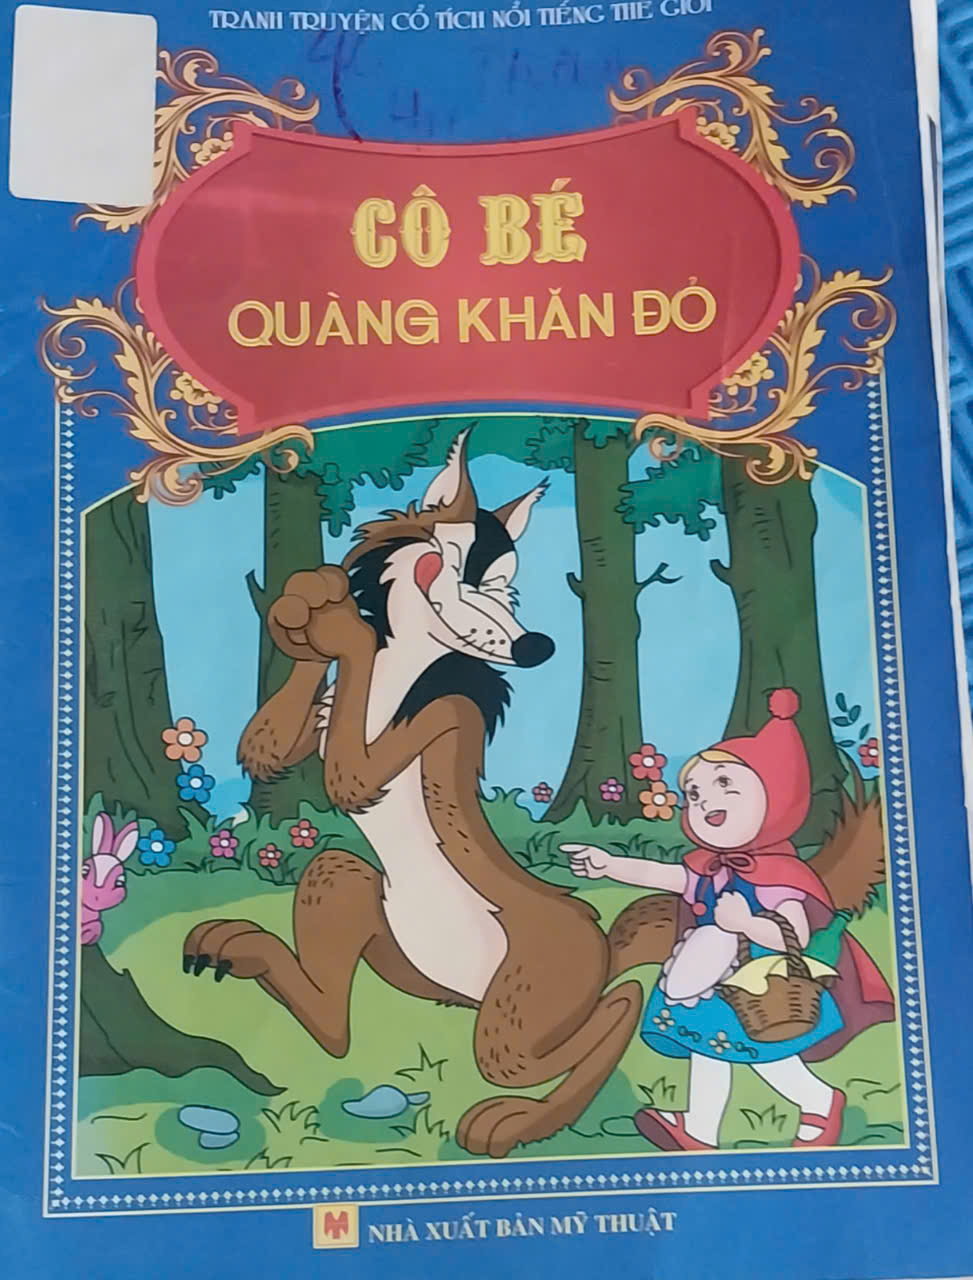 TRANH TRUYỆN CỔ TÍCH NỔI TIẾNG THẾ GIỚI
CÔ BÉ
QUÀNG KHĂN ĐỎ
NHÀ XUẤT BẢN MỸ THUẬT